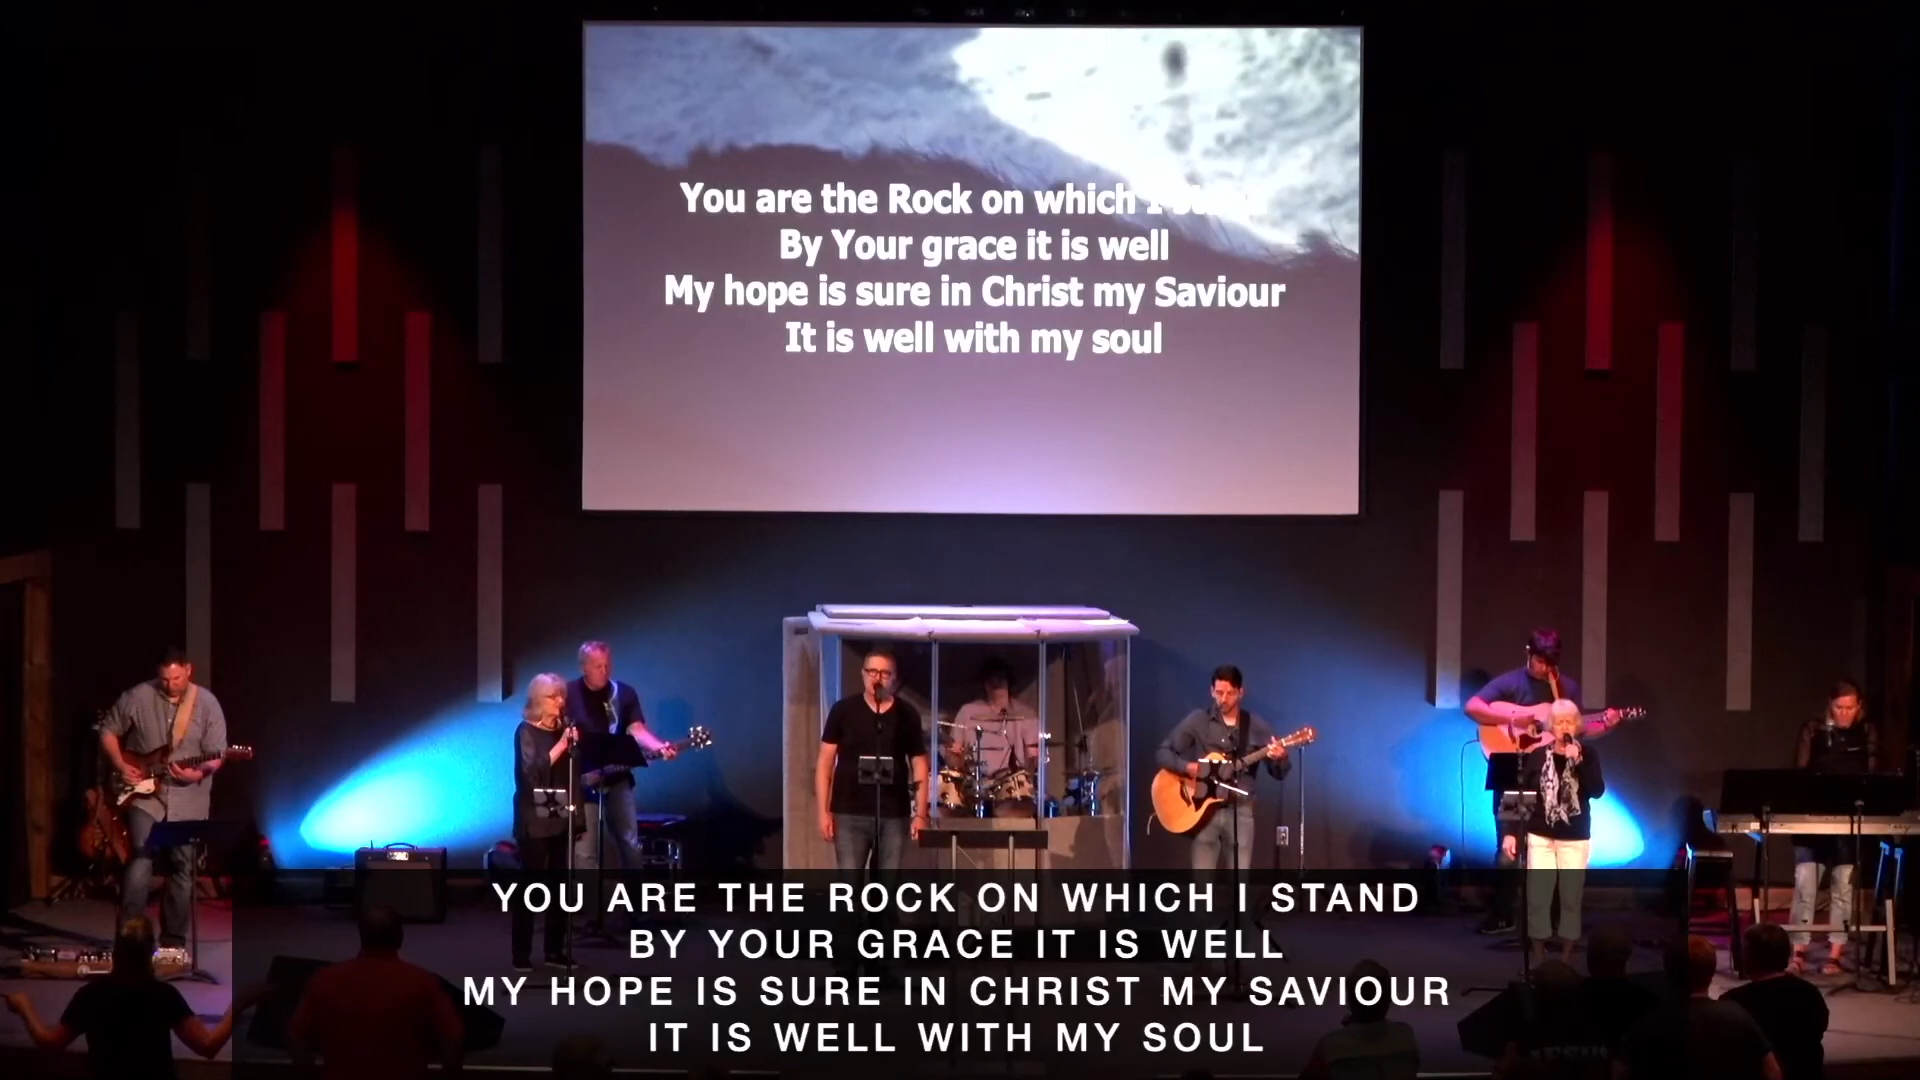 You are the Rock on which I
By Your grace it is well
My hope is sure in Christ my Saviour
It is well with my soul
YOU ARE THE ROCK ON WHICH I STAND
BY YOUR GRACE IT IS WELL
MY HOPE IS SURE IN CHRIST MY SAVIOUR
IT IS WELL WITH MY SOUL
JESUS